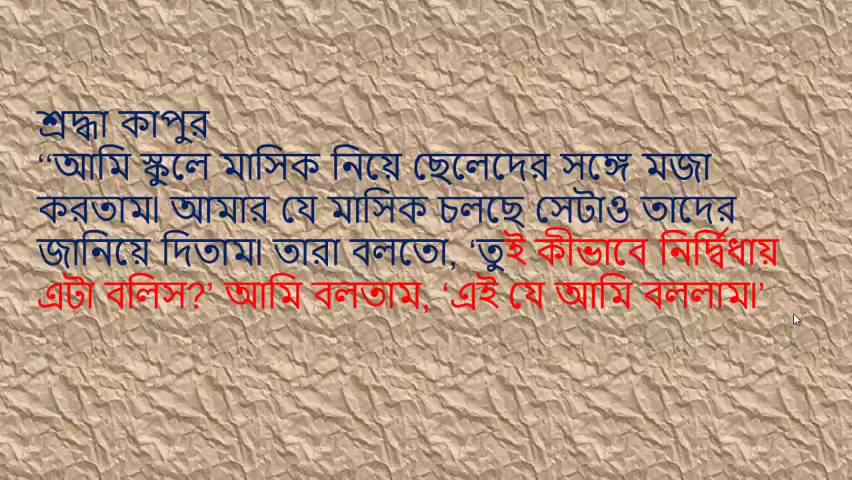 শ্রদ্ধা কাপুর
‘‘আমি স্কুলে মাসিক নিয়ে ছেলেদের সঙ্গে মজা
করতাম। আমার যে মাসিক চলছে সেটাও তাদের
জানিয়ে দিতাম। তারা বলতো, ‘তুই কীভাবে নির্দ্বিধায়
এটা বলিস?’ আমি বলতাম, ‘এই যে আমি বললাম।’